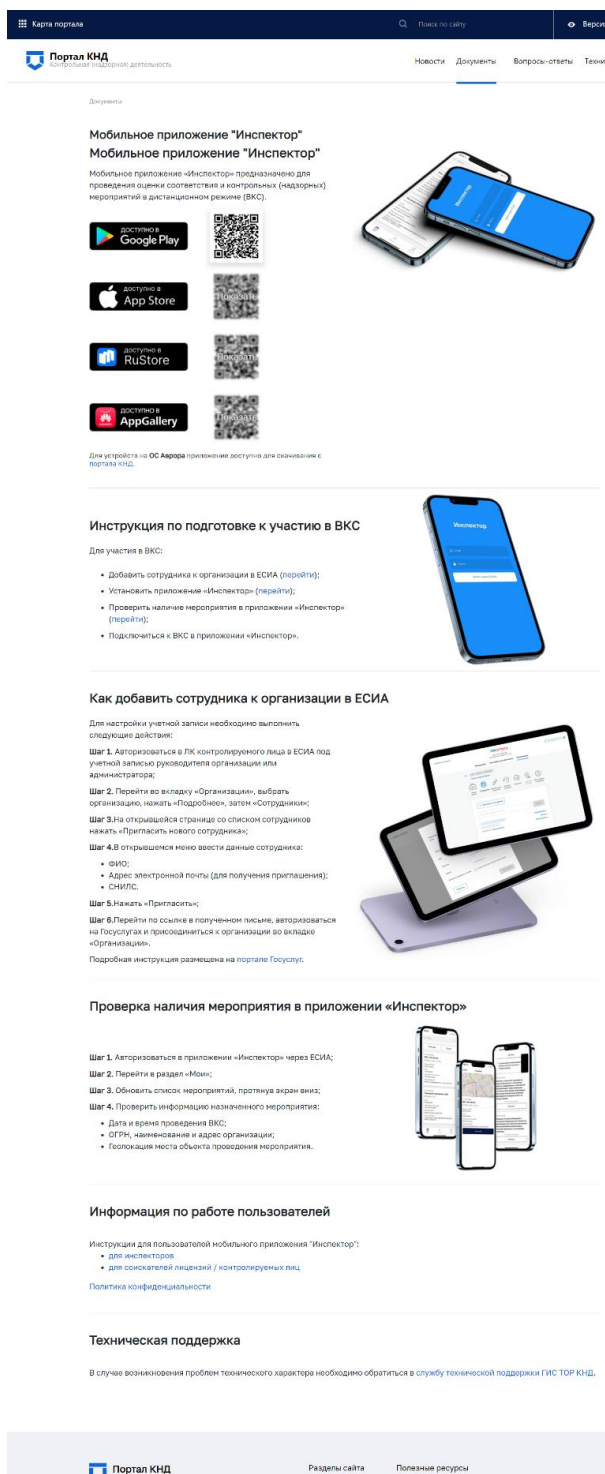 Карта портала
Поиск по сайту
Верси
Портал КНД
Контрольная (надзорная) деятельность
Новости Документы Вопросы-ответы Техни
Документы
Мобильное приложение "Инспектор"
Мобильное приложение "Инспектор"
Мобильное приложение «Инспектор» предназначено для
проведения оценки соответствия и контрольных (надзорных)
мероприятий в дистанционном режиме (ВКС).
ДОСТУПНО В
Google Play
ДОСТУПНО В
App Store
Показать
ДОСТУПНО В
RuStore
Показать
ДОСТУПНО В
AppGallery
Показать
Для устройств на ОС Аврора приложение доступно для скачивания с
портала КНД.
Инспектор
Инструкция по подготовке к участию в ВКС
Для участия в ВКС:
• Добавить сотрудника к организации в ЕСИА (перейти);
• Установить приложение «Инспектор» (перейти);
• Проверить наличие мероприятия в приложении «Инспектор»
(перейти);
• Подключиться к ВКС в приложении «Инспектор».
Инспектор
Как добавить сотрудника к организации в ЕСИА
Для настройки учетной записи необходимо выполнить
следующие действия:
Шаг 1. Авторизоваться в ЛК контролируемого лица в ЕСИА под
учетной записью руководителя организации или
администратора;
Шаг 2. Перейти во вкладку «Организации», выбрать
организацию, нажать «Подробнее», затем «Сотрудники»;
Шаг 3.На открывшейся странице со списком сотрудников
нажать «Пригласить нового сотрудника»;
Шаг 4.В открывшемся меню ввести данные сотрудника:
• ФИО;
• Адрес электронной почты (для получения приглашения);
• СНИЛС.
Шаг 5.Нажать «Пригласить»;
Шаг 6.Перейти по ссылке в полученном письме, авторизоваться
на Госуслугах и присоединиться к организации во вкладке
«Организации».
Подробная инструкция размещена на портале Госуслуг.
Проверка наличия мероприятия в приложении «Инспектор»
Шаг 1. Авторизоваться в приложении «Инспектор» через ЕСИА;
Шаг 2. Перейти в раздел «Мои»;
Шаг 3. Обновить список мероприятий, протянув экран вниз;
Шаг 4. Проверить информацию назначенного мероприятия:
• Дата и время проведения ВКС;
• ОГРН, наименование и адрес организации;
• Геолокация места объекта проведения мероприятия.
Информация по работе пользователей
Инструкции для пользователей мобильного приложения "Инспектор":
• для инспекторов
• для соискателей лицензий / контролируемых лиц
Политика конфиденциальности
Техническая поддержка
В случае возникновения проблем технического характера необходимо обратиться в службу технической поддержки ГИС ТОР КНД.
Портал КНД
Разделы сайта Полезные ресурсы